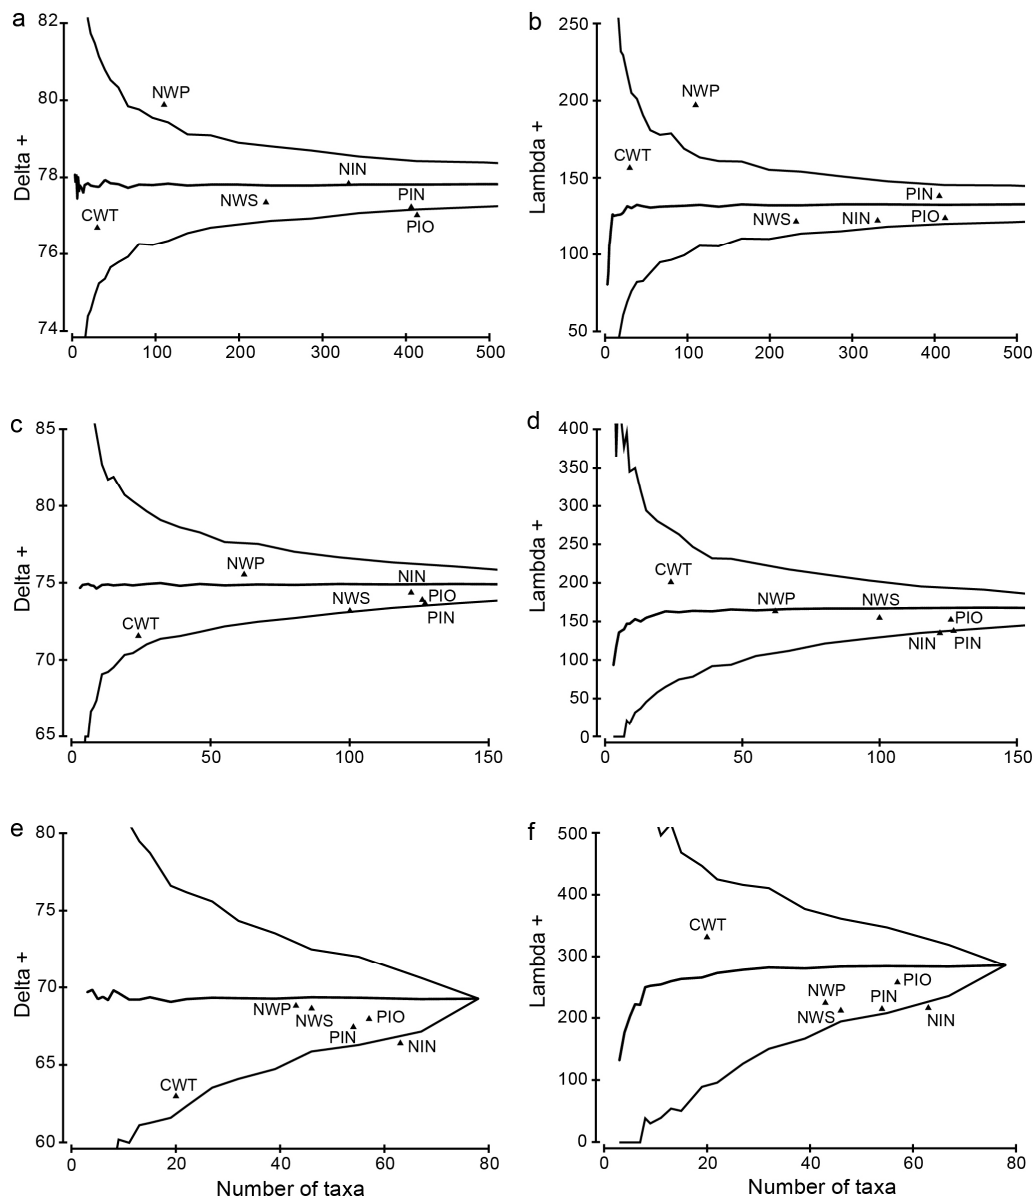 a
82
80
78
76
74
Delta +
NWP
NIN
CWT
NWS
PIN
PIO
0 100 200 300 400 500
b
250
200
150
100
50
Lambda +
NWP
CWT
PIN
NWS NIN PIO
0 100 200 300 400 500
c
85
80
75
70
65
Delta +
NWP
NIN
NWS
PIO
PIN
CWT
0 50 100 150
d
400
350
300
250
200
150
100
50
0
Lambda +
CWT
NWP
NWS
PIO
NIN PIN
0 50 100 150
e
80
75
70
65
60
Delta +
NWP
NWS
PIO
PIN
NIN
CWT
0 20 40 60 80
Number of taxa
f
500
400
300
200
100
0
Lambda +
CWT
PIO
NWP
PIN
NWS
NIN
0 20 40 60 80
Number of taxa